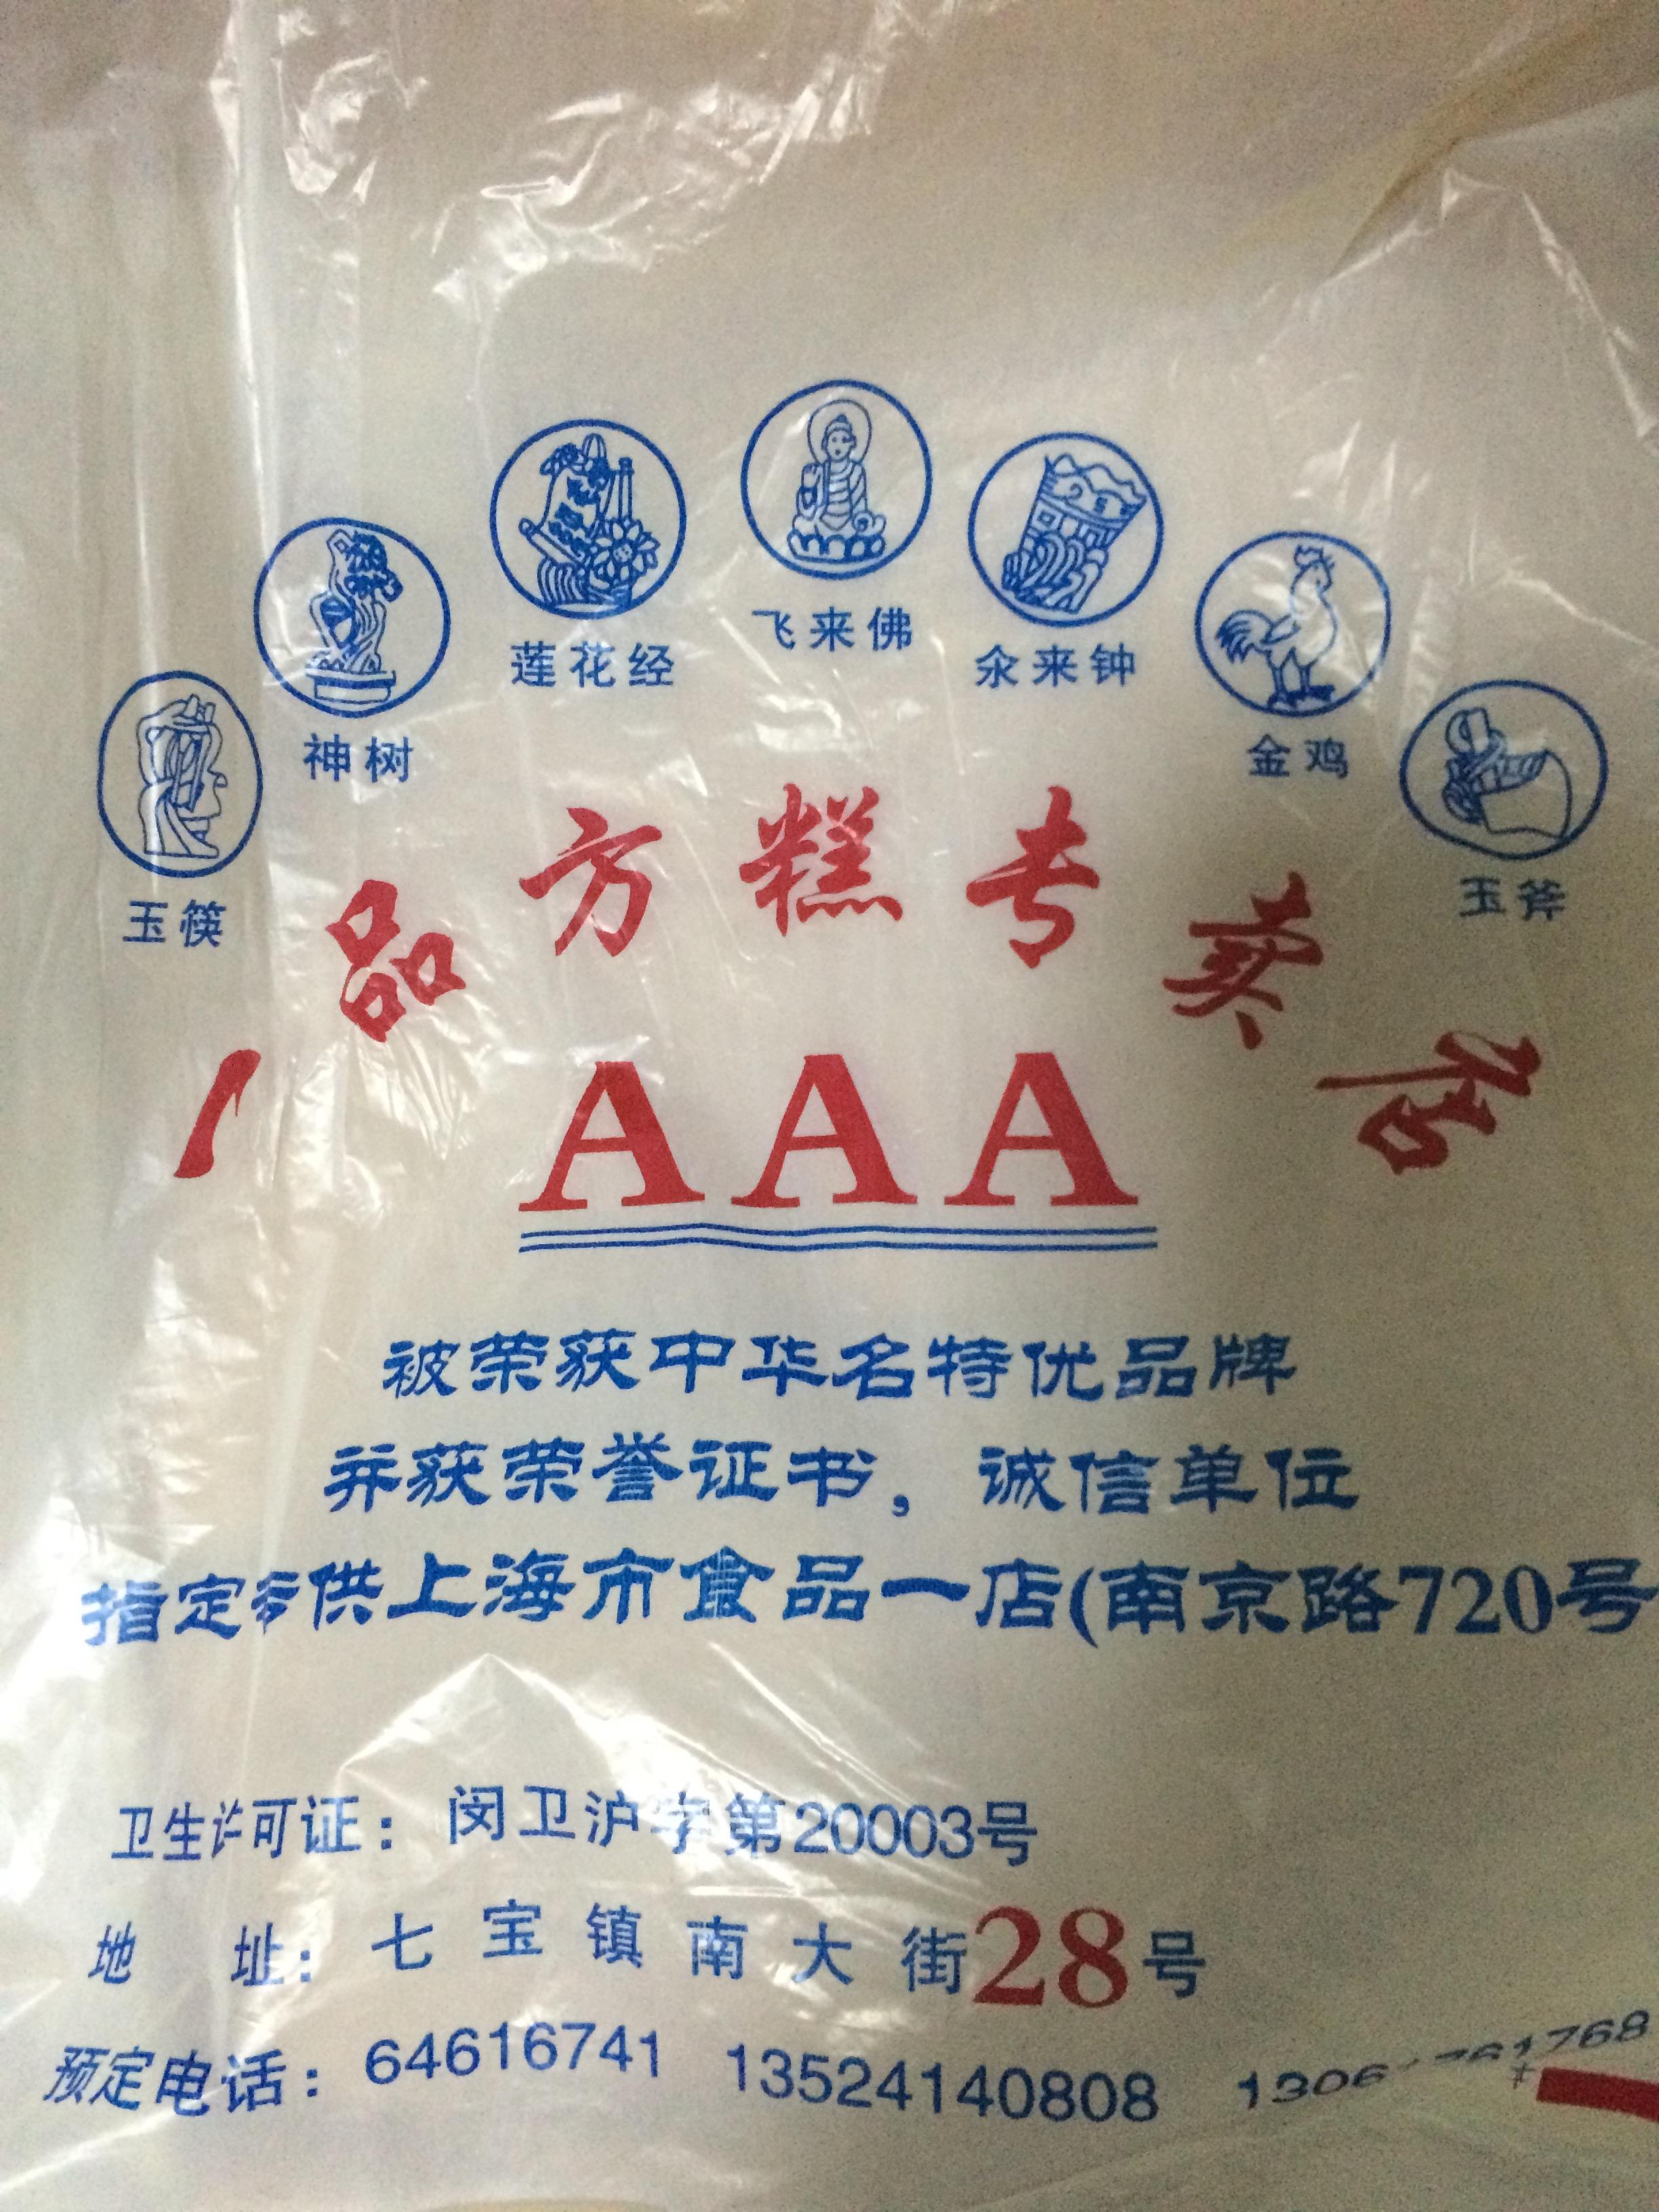 飞来佛
莲花经
汆来钟
神树
金鸡
玉筷
玉斧
一品方糕专卖店
AAA
被荣获中华名特优品牌
并获荣誉证书，诚信单位
指定专供上海市食品一店(南京路720号
卫生许可证：闵卫沪字第20003号
地 址：七宝镇南大街28号
预定电话：64616741 13524140808